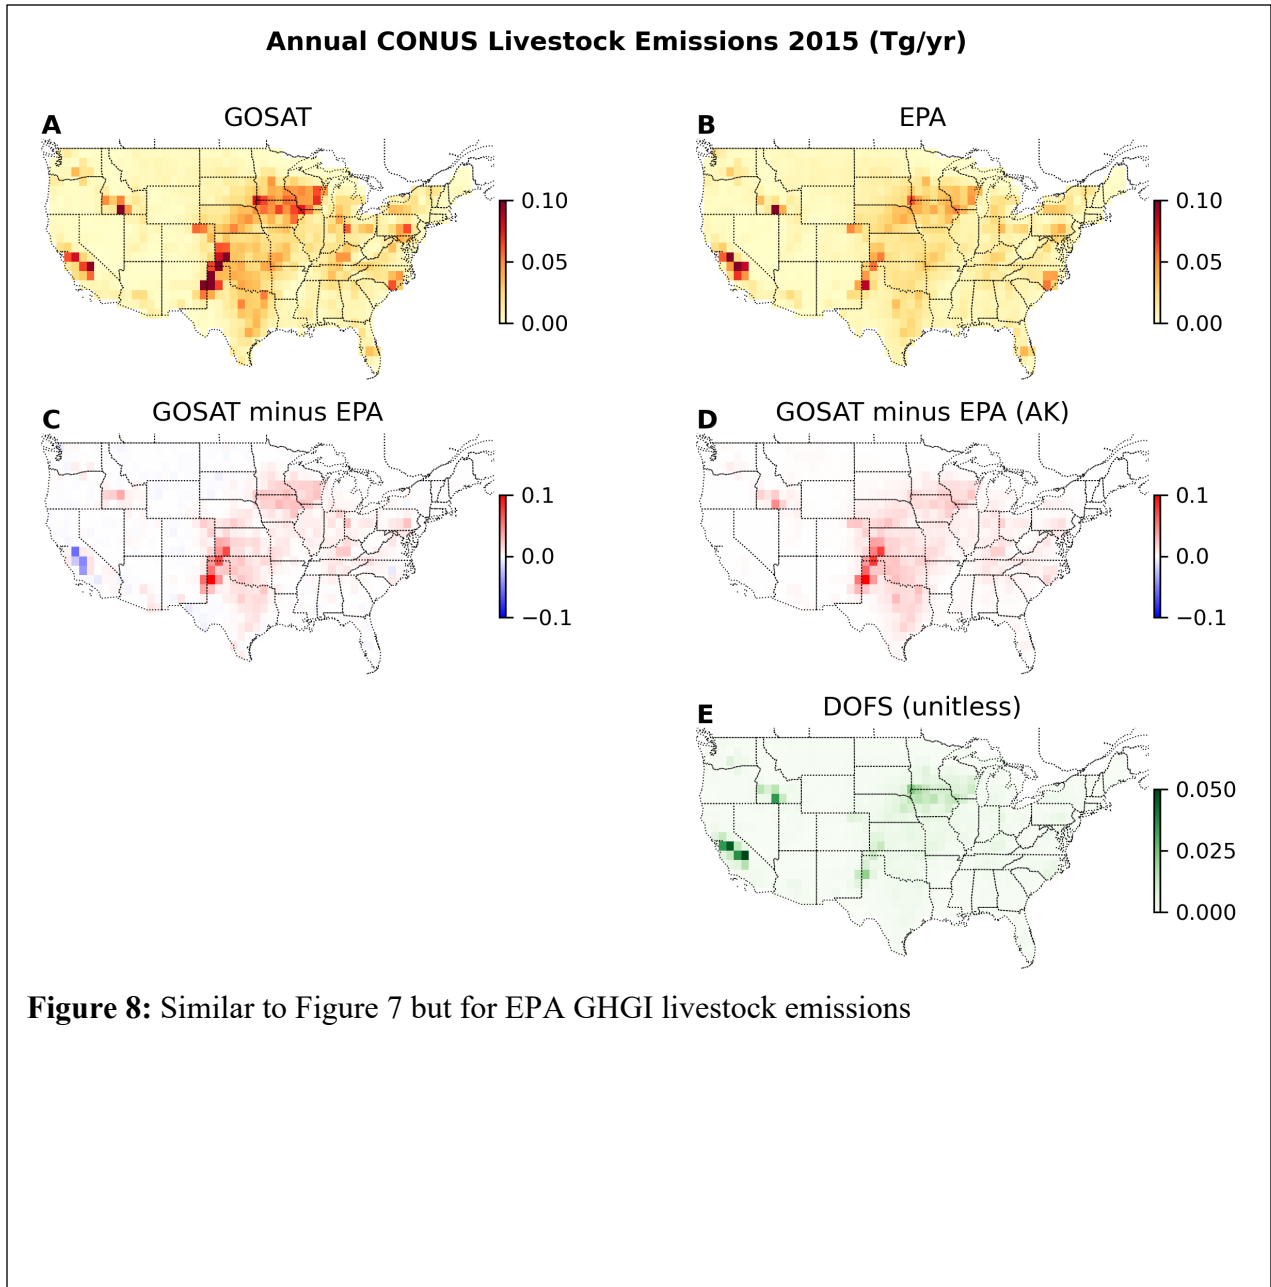 Annual CONUS Livestock Emissions 2015 (Tg/yr)
A GOSAT
0.10
0.05
0.00
B EPA
0.10
0.05
0.00
C GOSAT minus EPA
0.1
0.0
−0.1
D GOSAT minus EPA (AK)
0.1
0.0
−0.1
E DOFS (unitless)
0.050
0.025
0.000
Figure 8: Similar to Figure 7 but for EPA GHGI livestock emissions